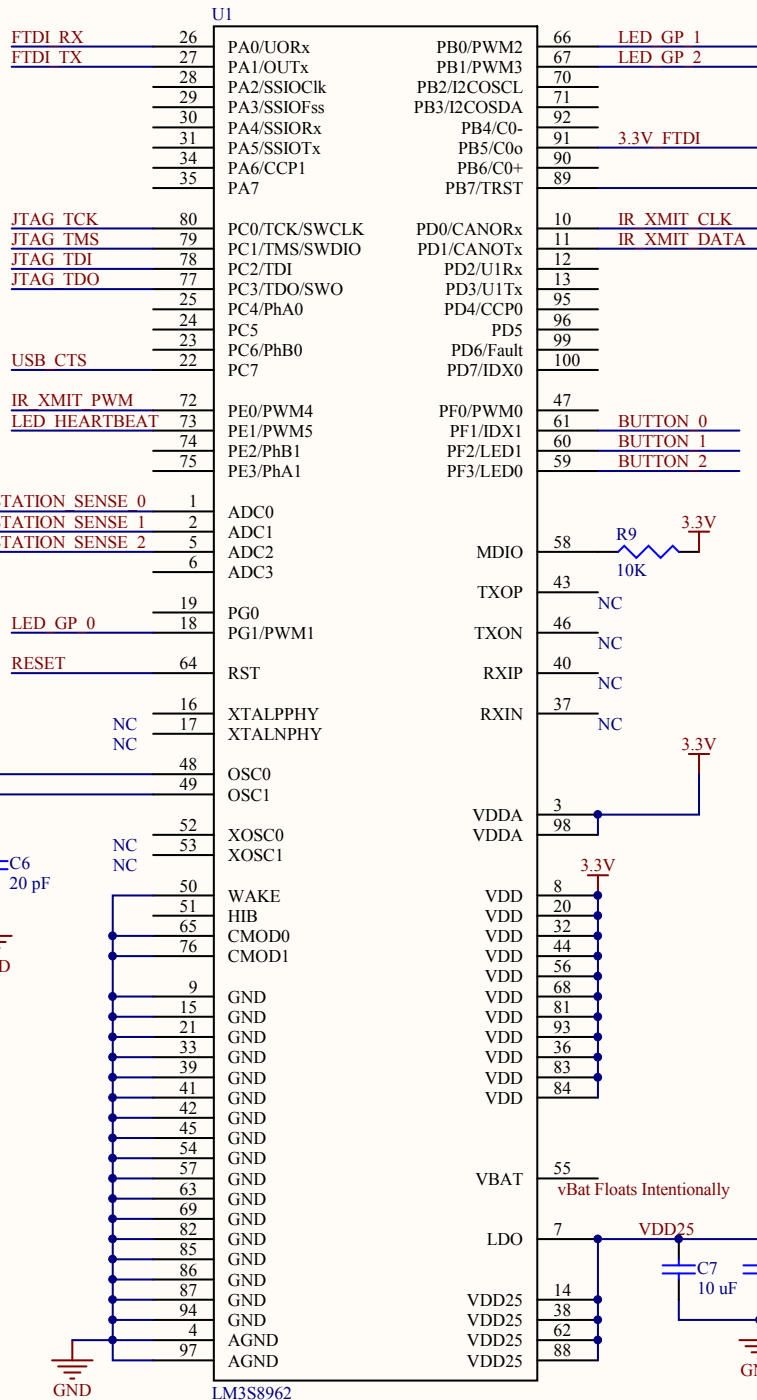 U1
FTDI_RX 26 PA0/UORx PB0/PWM2 66 LED_GP_1
FTDI_TX 27 PA1/OUTx PB1/PWM3 67 LED_GP_2
28 PA2/SSIOClk PB2/I2COSCL 70
29 PA3/SSIOFss PB3/I2COSDA 71
30 PA4/SSIORx PB4/C0- 92
31 PA5/SSIOTx PB5/C0o 91 3.3V_FTDI
34 PA6/CCP1 PB6/C0+ 90
35 PA7 PB7/TRST 89
JTAG_TCK 80 PC0/TCK/SWCLK PD0/CANORx 10 IR_XMIT_CLK
JTAG_TMS 79 PC1/TMS/SWDIO PD1/CANOTx 11 IR_XMIT_DATA
JTAG_TDI 78 PC2/TDI PD2/U1Rx 12
JTAG_TDO 77 PC3/TDO/SWO PD3/U1Tx 13
25 PC4/PhA0 PD4/CCP0 95
24 PC5 PD5 96
23 PC6/PhB0 PD6/Fault 99
USB_CTS 22 PC7 PD7/IDX0 100
IR_XMIT_PWM 72 PE0/PWM4 PF0/PWM0 47
LED_HEARTBEAT 73 PE1/PWM5 PF1/IDX1 61 BUTTON_0
74 PE2/PhB1 PF2/LED1 60 BUTTON_1
75 PE3/PhA1 PF3/LED0 59 BUTTON_2
TATION_SENSE_0 1 ADC0
TATION_SENSE_1 2 ADC1
TATION_SENSE_2 5 ADC2 MDIO 58 R9 10K 3.3V
6 ADC3
19 PG0 TXOP 43 NC
LED_GP_0 18 PG1/PWM1 TXON 46 NC
RESET 64 RST RXIP 40 NC
NC 16 XTALPPHY RXIN 37 NC
NC 17 XTALNPHY
48 OSC0 3.3V
49 OSC1 VDDA 3
NC 52 XOSC0 VDDA 98
NC 53 XOSC1
C6
20 pF
3.3V
50 WAKE VDD 8
51 HIB VDD 20
65 CMOD0 VDD 32
76 CMOD1 VDD 44
D VDD 56
9 GND VDD 68
15 GND VDD 81
21 GND VDD 93
33 GND VDD 36
39 GND VDD 83
41 GND VDD 84
42 GND
45 GND
54 GND
57 GND VBAT 55
63 GND vBat Floats Intentionally
69 GND
82 GND LDO 7 VDD25
85 GND
86 GND C7
87 GND VDD25 14 10 uF
94 GND VDD25 38
4 AGND VDD25 62
97 AGND VDD25 88
GND LM3S8962 GN